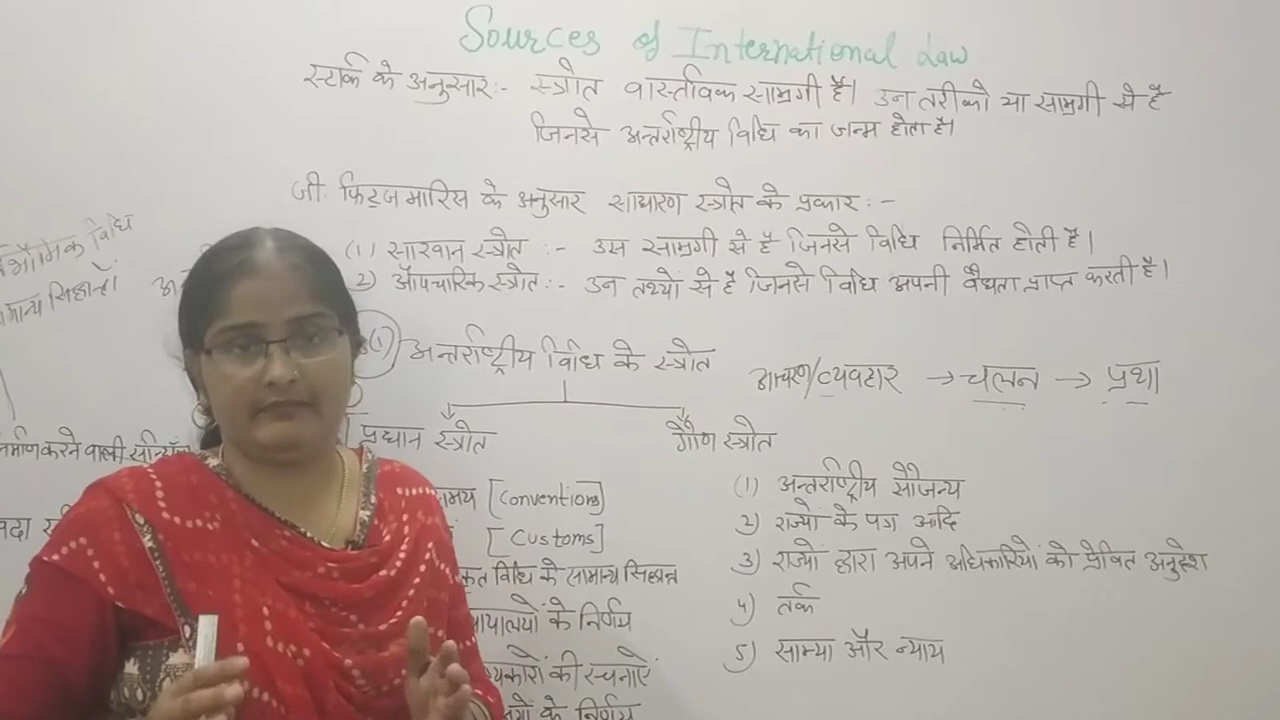 Sources of International Law
स्टार्क के अनुसार:- स्त्रोत वास्तविक सामग्री है। उन तरीको या सामग्री से है
जिनसे अन्तर्राष्ट्रीय विधि का जन्म होता है।
जी. फिट्ज मारिस के अनुसार साधारण स्त्रोत के प्रकार :-
(1) सारवान स्त्रोत :- उस सामग्री से है जिनसे विधि निर्मित होती है।
2) औपचारिक स्त्रोत:- उन तथ्यों से है जिनसे विधि अपनी वैधता प्राप्त करती है।
विधि
(1) अन्तर्राष्ट्रीय विधि के स्त्रोत
आचरण/व्यवहार → चलन → प्रथा
प्रधान स्त्रोत
गौण स्त्रोत
करने वाली
[Conventions]
[Customs]
विधि के सामान्य सिद्धान्त
के निर्णय
की रचनाएं
के निर्णय
(1) अन्तर्राष्ट्रीय सौजन्य
2) राज्यों के पत्र आदि
3) राज्यों द्वारा अपने अधिकारियों को प्रेषित अनुदेश
4) तर्क
5) साम्या और न्याय